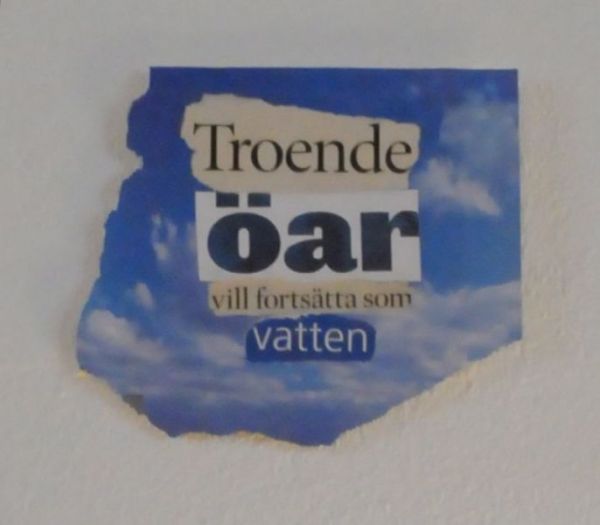 Troende
öar
vill fortsätta som
vatten